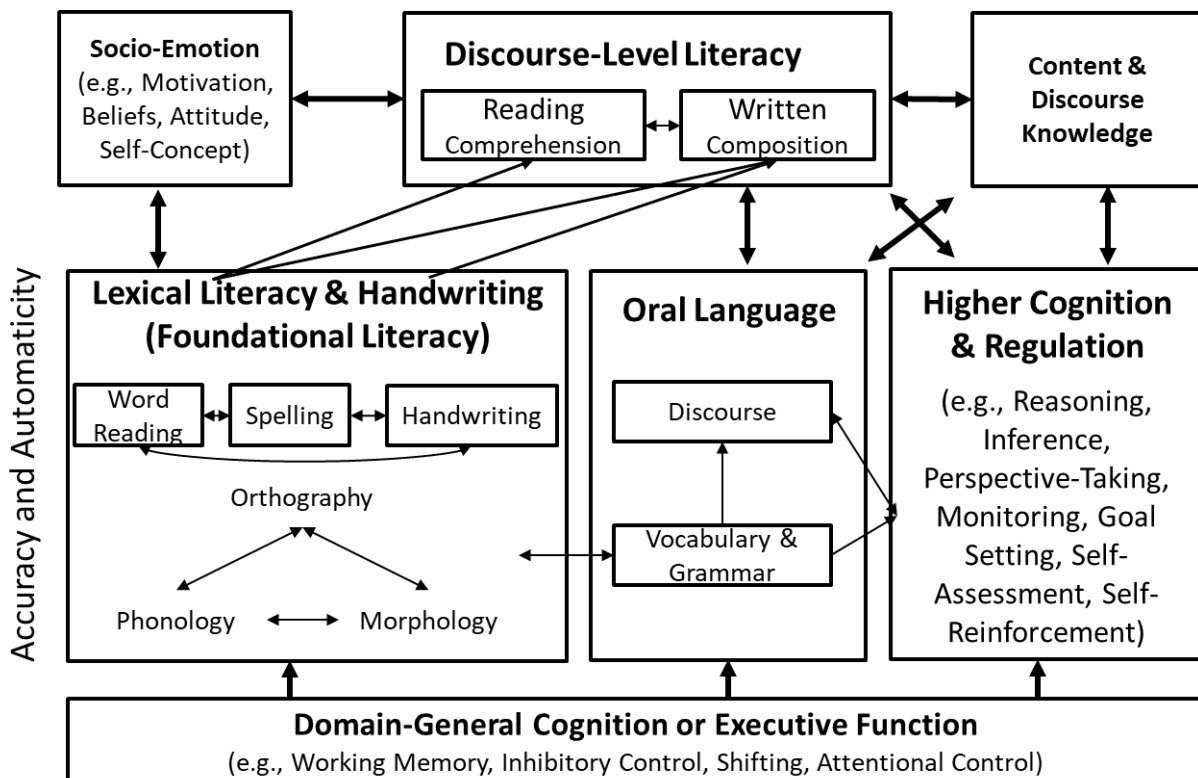 Socio-Emotion
(e.g., Motivation,
Beliefs, Attitude,
Self-Concept)
Discourse-Level Literacy
Reading
Comprehension
Written
Composition
Content &
Discourse
Knowledge
Accuracy and Automaticity
Lexical Literacy & Handwriting
(Foundational Literacy)
Word
Reading
Spelling
Handwriting
Orthography
Phonology
Morphology
Oral Language
Discourse
Vocabulary &
Grammar
Higher Cognition
& Regulation
(e.g., Reasoning,
Inference,
Perspective-Taking,
Monitoring, Goal
Setting, Self-
Assessment, Self-
Reinforcement)
Domain-General Cognition or Executive Function
(e.g., Working Memory, Inhibitory Control, Shifting, Attentional Control)